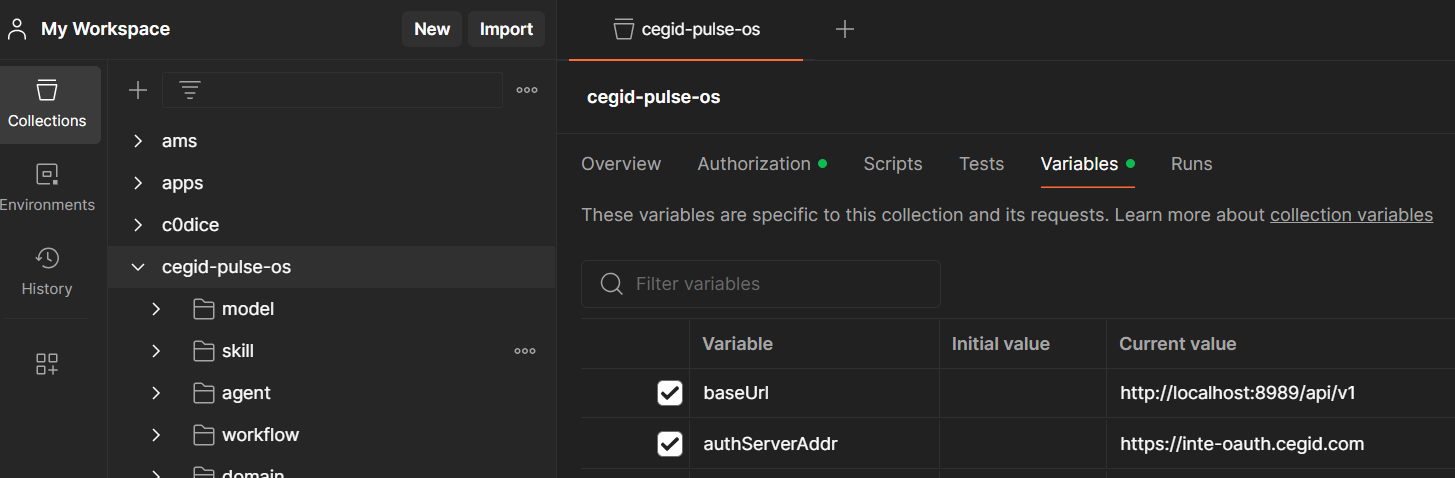 My Workspace
New
Import
Collections
Environments
History
ams
apps
c0dice
cegid-pulse-os
model
skill
agent
workflow
domain
cegid-pulse-os
cegid-pulse-os
Overview
Authorization
Scripts
Tests
Variables
Runs
These variables are specific to this collection and its requests. Learn more about collection variables
Filter variables
Variable
Initial value
Current value
baseUrl
http://localhost:8989/api/v1
authServerAddr
https://inte-oauth.cegid.com